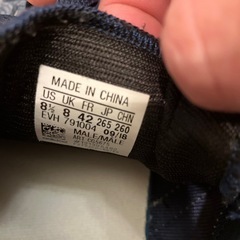 MADE IN CHINA
US UK FR JP CHN
8½ 8 42 265 260
EVH 791004 09/18
MALE/MALE